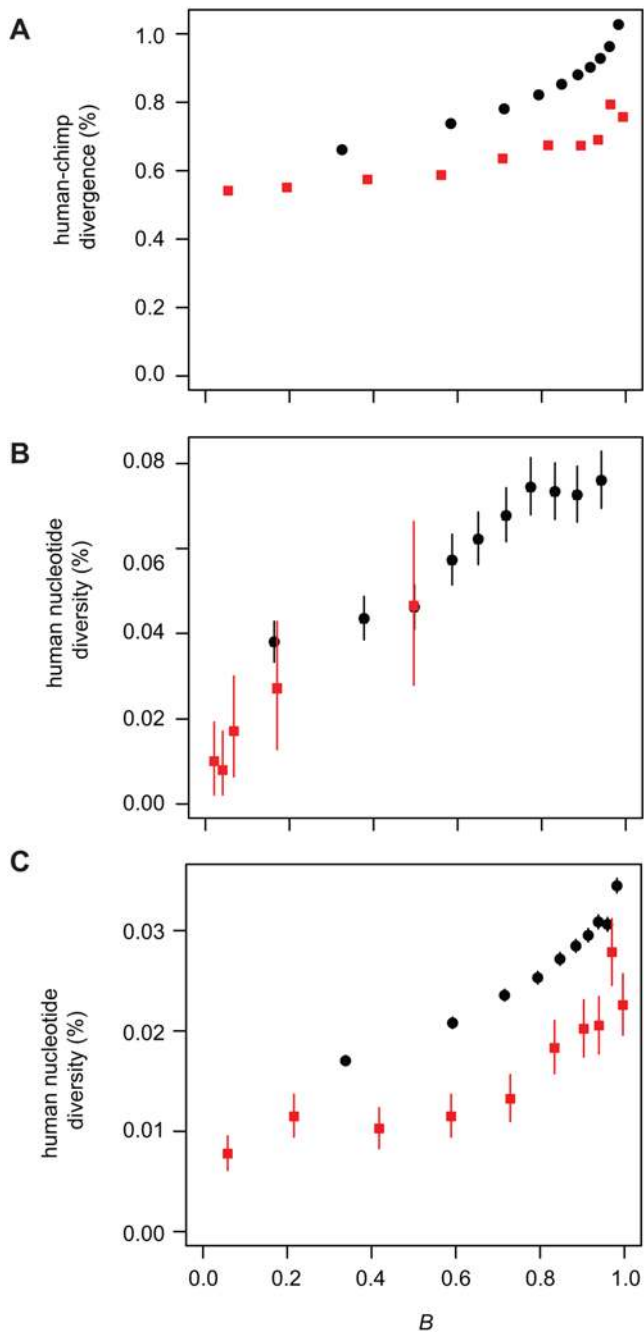 A
human-chimp
divergence (%)
1.0
0.8
0.6
0.4
0.2
0.0
B
human nucleotide
diversity (%)
0.08
0.06
0.04
0.02
0.00
C
human nucleotide
diversity (%)
0.03
0.02
0.01
0.00
0.0 0.2 0.4 0.6 0.8 1.0
B